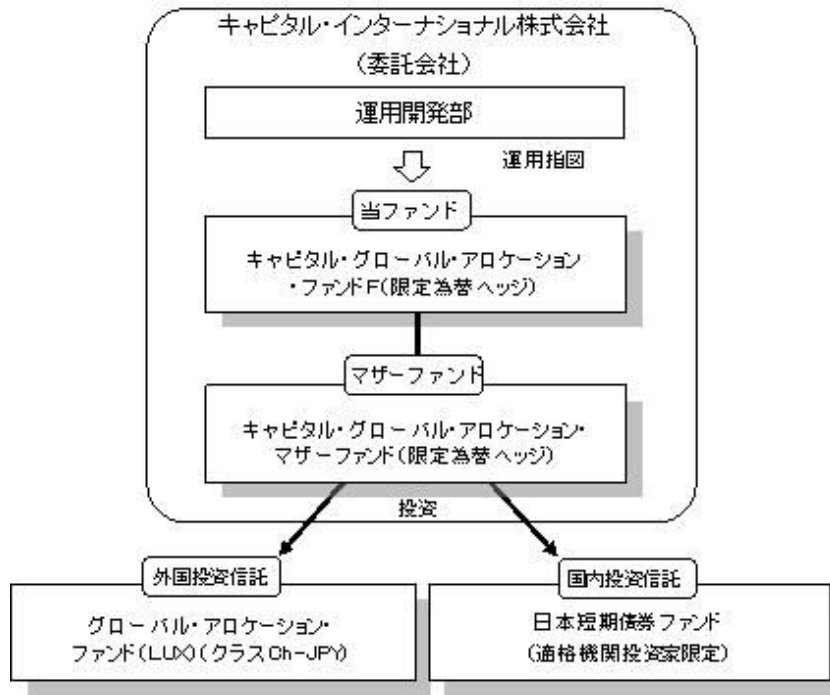 キャピタル・インターナショナル株式会社
(委託会社)
運用開発部
運用指図
当ファンド
キャピタル・グローバル・アロケーション
・ファンドF(限定為替ヘッジ)
マザーファンド
キャピタル・グローバル・アロケーション・
マザーファンド(限定為替ヘッジ)
投資
外国投資信託
グローバル・アロケーション・
ファンド(LUX)(クラスCh-JPY)
国内投資信託
日本短期債券ファンド
(適格機関投資家限定)